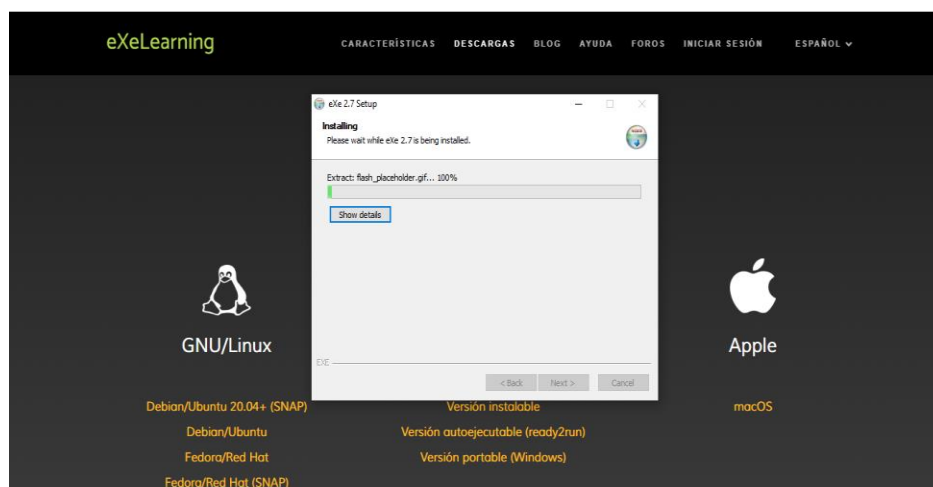 eXeLearning
CARACTERÍSTICAS DESCARGAS BLOG AYUDA FOROS INICIAR SESIÓN ESPAÑOL
eXe 2.7 Setup
Installing
Please wait while eXe 2.7 is being installed.
Extract: flash_placeholder.gif... 100%
Show details
EXE
< Back Next > Cancel
GNU/Linux
Debian/Ubuntu 20.04+ (SNAP)
Debian/Ubuntu
Fedora/Red Hat
Fedora/Red Hat (SNAP)
Versión instalable
Versión autoejecutable (ready2run)
Versión portable (Windows)
Apple
macOS